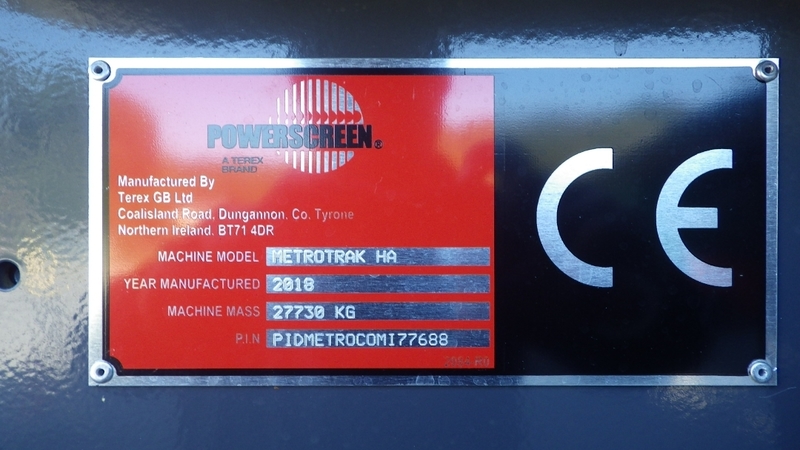 POWERSCREEN®
A TEREX
BRAND
Manufactured By
Terex GB Ltd
Coalisland Road, Dungannon. Co. Tyrone
Northern Ireland. BT71 4DR
MACHINE MODEL METROTRAK HA
YEAR MANUFACTURED 2018
MACHINE MASS 27730 KG
P.I.N PIDMETROCOMI77688
CE